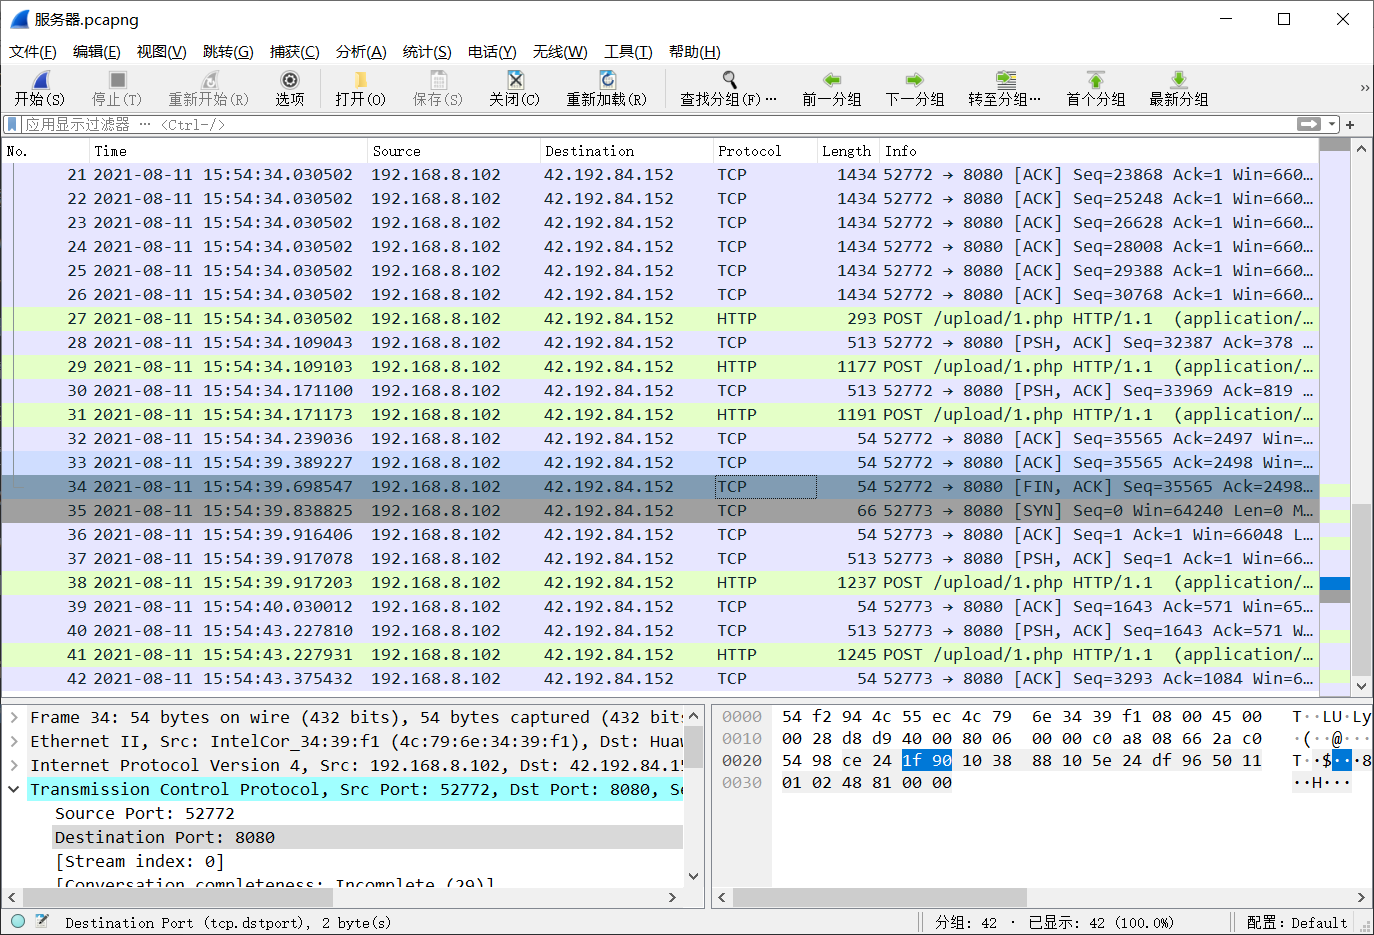 服务器.pcapng
文件(F) 编辑(E) 视图(V) 跳转(G) 捕获(C) 分析(A) 统计(S) 电话(Y) 无线(W) 工具(T) 帮助(H)
开始(S) 停止(T) 重新开始(R) 选项 打开(O) 保存(S) 关闭(C) 重新加载(R) 查找分组(F)… 前一分组 下一分组 转至分组… 首个分组 最新分组 »
应用显示过滤器 … <Ctrl-/> +
No. Time Source Destination Protocol Length Info
21 2021-08-11 15:54:34.030502 192.168.8.102 42.192.84.152 TCP 1434 52772 → 8080 [ACK] Seq=23868 Ack=1 Win=660…
22 2021-08-11 15:54:34.030502 192.168.8.102 42.192.84.152 TCP 1434 52772 → 8080 [ACK] Seq=25248 Ack=1 Win=660…
23 2021-08-11 15:54:34.030502 192.168.8.102 42.192.84.152 TCP 1434 52772 → 8080 [ACK] Seq=26628 Ack=1 Win=660…
24 2021-08-11 15:54:34.030502 192.168.8.102 42.192.84.152 TCP 1434 52772 → 8080 [ACK] Seq=28008 Ack=1 Win=660…
25 2021-08-11 15:54:34.030502 192.168.8.102 42.192.84.152 TCP 1434 52772 → 8080 [ACK] Seq=29388 Ack=1 Win=660…
26 2021-08-11 15:54:34.030502 192.168.8.102 42.192.84.152 TCP 1434 52772 → 8080 [ACK] Seq=30768 Ack=1 Win=660…
27 2021-08-11 15:54:34.030502 192.168.8.102 42.192.84.152 HTTP 293 POST /upload/1.php HTTP/1.1  (application/…
28 2021-08-11 15:54:34.109043 192.168.8.102 42.192.84.152 TCP 513 52772 → 8080 [PSH, ACK] Seq=32387 Ack=378 …
29 2021-08-11 15:54:34.109103 192.168.8.102 42.192.84.152 HTTP 1177 POST /upload/1.php HTTP/1.1  (application/…
30 2021-08-11 15:54:34.171100 192.168.8.102 42.192.84.152 TCP 513 52772 → 8080 [PSH, ACK] Seq=33969 Ack=819 …
31 2021-08-11 15:54:34.171173 192.168.8.102 42.192.84.152 HTTP 1191 POST /upload/1.php HTTP/1.1  (application/…
32 2021-08-11 15:54:34.239036 192.168.8.102 42.192.84.152 TCP 54 52772 → 8080 [ACK] Seq=35565 Ack=2497 Win=…
33 2021-08-11 15:54:39.389227 192.168.8.102 42.192.84.152 TCP 54 52772 → 8080 [ACK] Seq=35565 Ack=2498 Win=…
34 2021-08-11 15:54:39.698547 192.168.8.102 42.192.84.152 TCP 54 52772 → 8080 [FIN, ACK] Seq=35565 Ack=2498…
35 2021-08-11 15:54:39.838825 192.168.8.102 42.192.84.152 TCP 66 52773 → 8080 [SYN] Seq=0 Win=64240 Len=0 M…
36 2021-08-11 15:54:39.916406 192.168.8.102 42.192.84.152 TCP 54 52773 → 8080 [ACK] Seq=1 Ack=1 Win=66048 L…
37 2021-08-11 15:54:39.917078 192.168.8.102 42.192.84.152 TCP 513 52773 → 8080 [PSH, ACK] Seq=1 Ack=1 Win=66…
38 2021-08-11 15:54:39.917203 192.168.8.102 42.192.84.152 HTTP 1237 POST /upload/1.php HTTP/1.1  (application/…
39 2021-08-11 15:54:40.030012 192.168.8.102 42.192.84.152 TCP 54 52773 → 8080 [ACK] Seq=1643 Ack=571 Win=65…
40 2021-08-11 15:54:43.227810 192.168.8.102 42.192.84.152 TCP 513 52773 → 8080 [PSH, ACK] Seq=1643 Ack=571 W…
41 2021-08-11 15:54:43.227931 192.168.8.102 42.192.84.152 HTTP 1245 POST /upload/1.php HTTP/1.1  (application/…
42 2021-08-11 15:54:43.375432 192.168.8.102 42.192.84.152 TCP 54 52773 → 8080 [ACK] Seq=3293 Ack=1084 Win=6…
Frame 34: 54 bytes on wire (432 bits), 54 bytes captured (432 bits
Ethernet II, Src: IntelCor_34:39:f1 (4c:79:6e:34:39:f1), Dst: Huaw
Internet Protocol Version 4, Src: 192.168.8.102, Dst: 42.192.84.15
Transmission Control Protocol, Src Port: 52772, Dst Port: 8080, Se
Source Port: 52772
Destination Port: 8080
[Stream index: 0]
[Conversation completeness: Incomplete (29)]
0000 54 f2 94 4c 55 ec 4c 79 6e 34 39 f1 08 00 45 00 T··LU·Ly
0010 00 28 d8 d9 40 00 80 06 00 00 c0 a8 08 66 2a c0 ·(··@···
0020 54 98 ce 24 1f 90 10 38 88 10 5e 24 df 96 50 11 T··$···8
0030 01 02 48 81 00 00 ··H···
Destination Port (tcp.dstport), 2 byte(s) 分组: 42 · 已显示: 42 (100.0%) 配置: Default